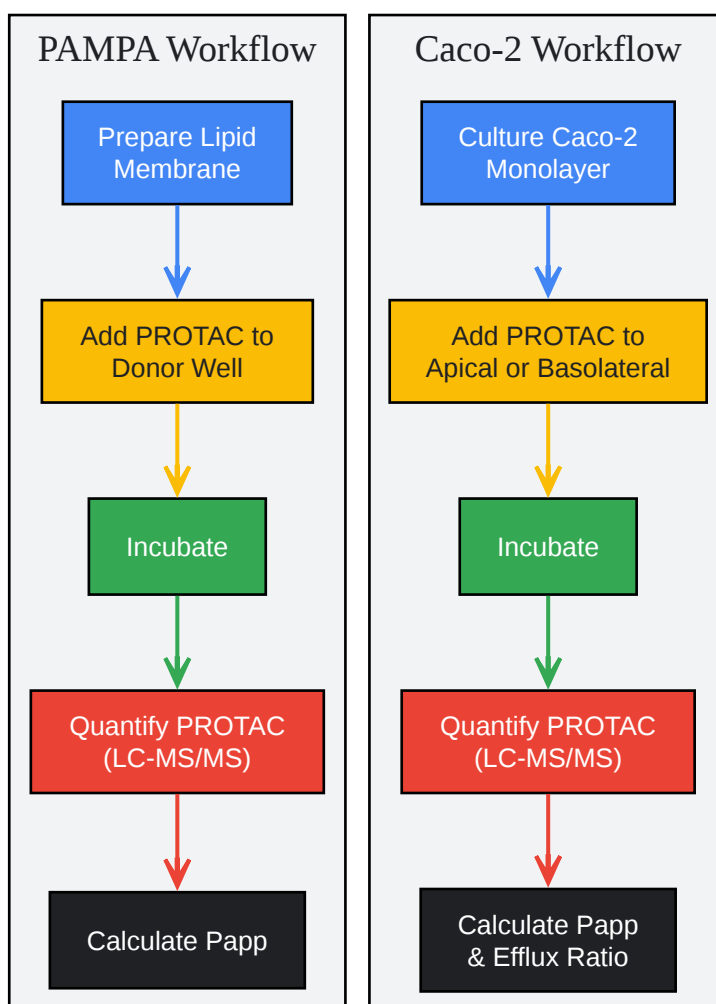 PAMPA Workflow
Prepare Lipid
Membrane
Add PROTAC to
Donor Well
Incubate
Quantify PROTAC
(LC-MS/MS)
Calculate Papp
Caco-2 Workflow
Culture Caco-2
Monolayer
Add PROTAC to
Apical or Basolateral
Incubate
Quantify PROTAC
(LC-MS/MS)
Calculate Papp
& Efflux Ratio